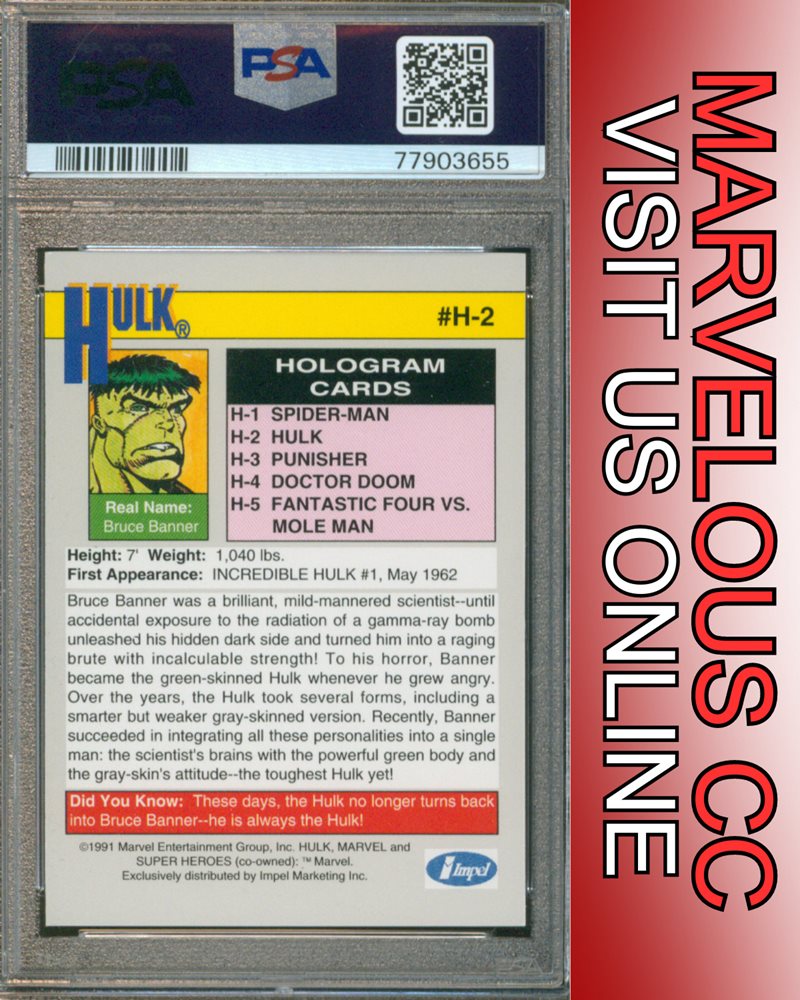 PSA
PSA
77903655
HULK®
#H-2
HOLOGRAM
CARDS
H-1 SPIDER-MAN
H-2 HULK
H-3 PUNISHER
H-4 DOCTOR DOOM
H-5 FANTASTIC FOUR VS.
MOLE MAN
Real Name:
Bruce Banner
Height: 7' Weight: 1,040 lbs.
First Appearance: INCREDIBLE HULK #1, May 1962
Bruce Banner was a brilliant, mild-mannered scientist--until
accidental exposure to the radiation of a gamma-ray bomb
unleashed his hidden dark side and turned him into a raging
brute with incalculable strength! To his horror, Banner
became the green-skinned Hulk whenever he grew angry.
Over the years, the Hulk took several forms, including a
smarter but weaker gray-skinned version. Recently, Banner
succeeded in integrating all these personalities into a single
man: the scientist's brains with the powerful green body and
the gray-skin's attitude--the toughest Hulk yet!
Did You Know: These days, the Hulk no longer turns back
into Bruce Banner--he is always the Hulk!
©1991 Marvel Entertainment Group, Inc. HULK, MARVEL and
SUPER HEROES (co-owned): ™ Marvel.
Exclusively distributed by Impel Marketing Inc.
Impel
PSA
MARVELOUS CC
VISIT US ONLINE